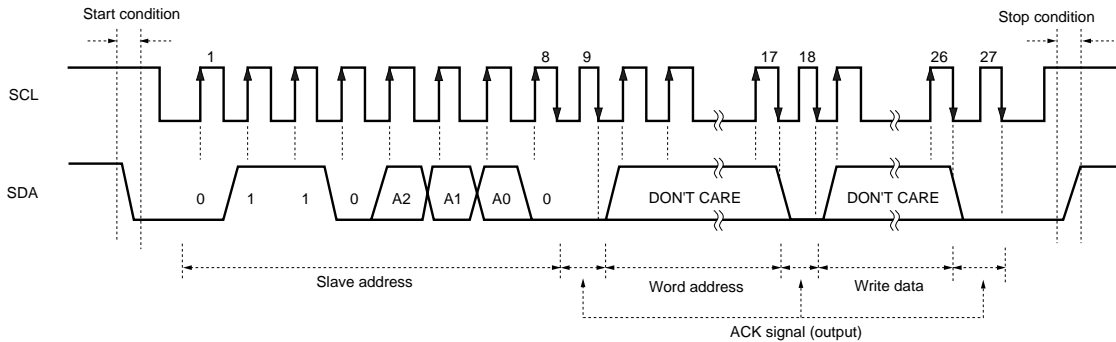 Start condition
Stop condition
1 8 9 17 18 26 27
SCL
SDA
0 1 1 0 A2 A1 A0 0 DON'T CARE DON'T CARE
Slave address
Word address
Write data
ACK signal (output)